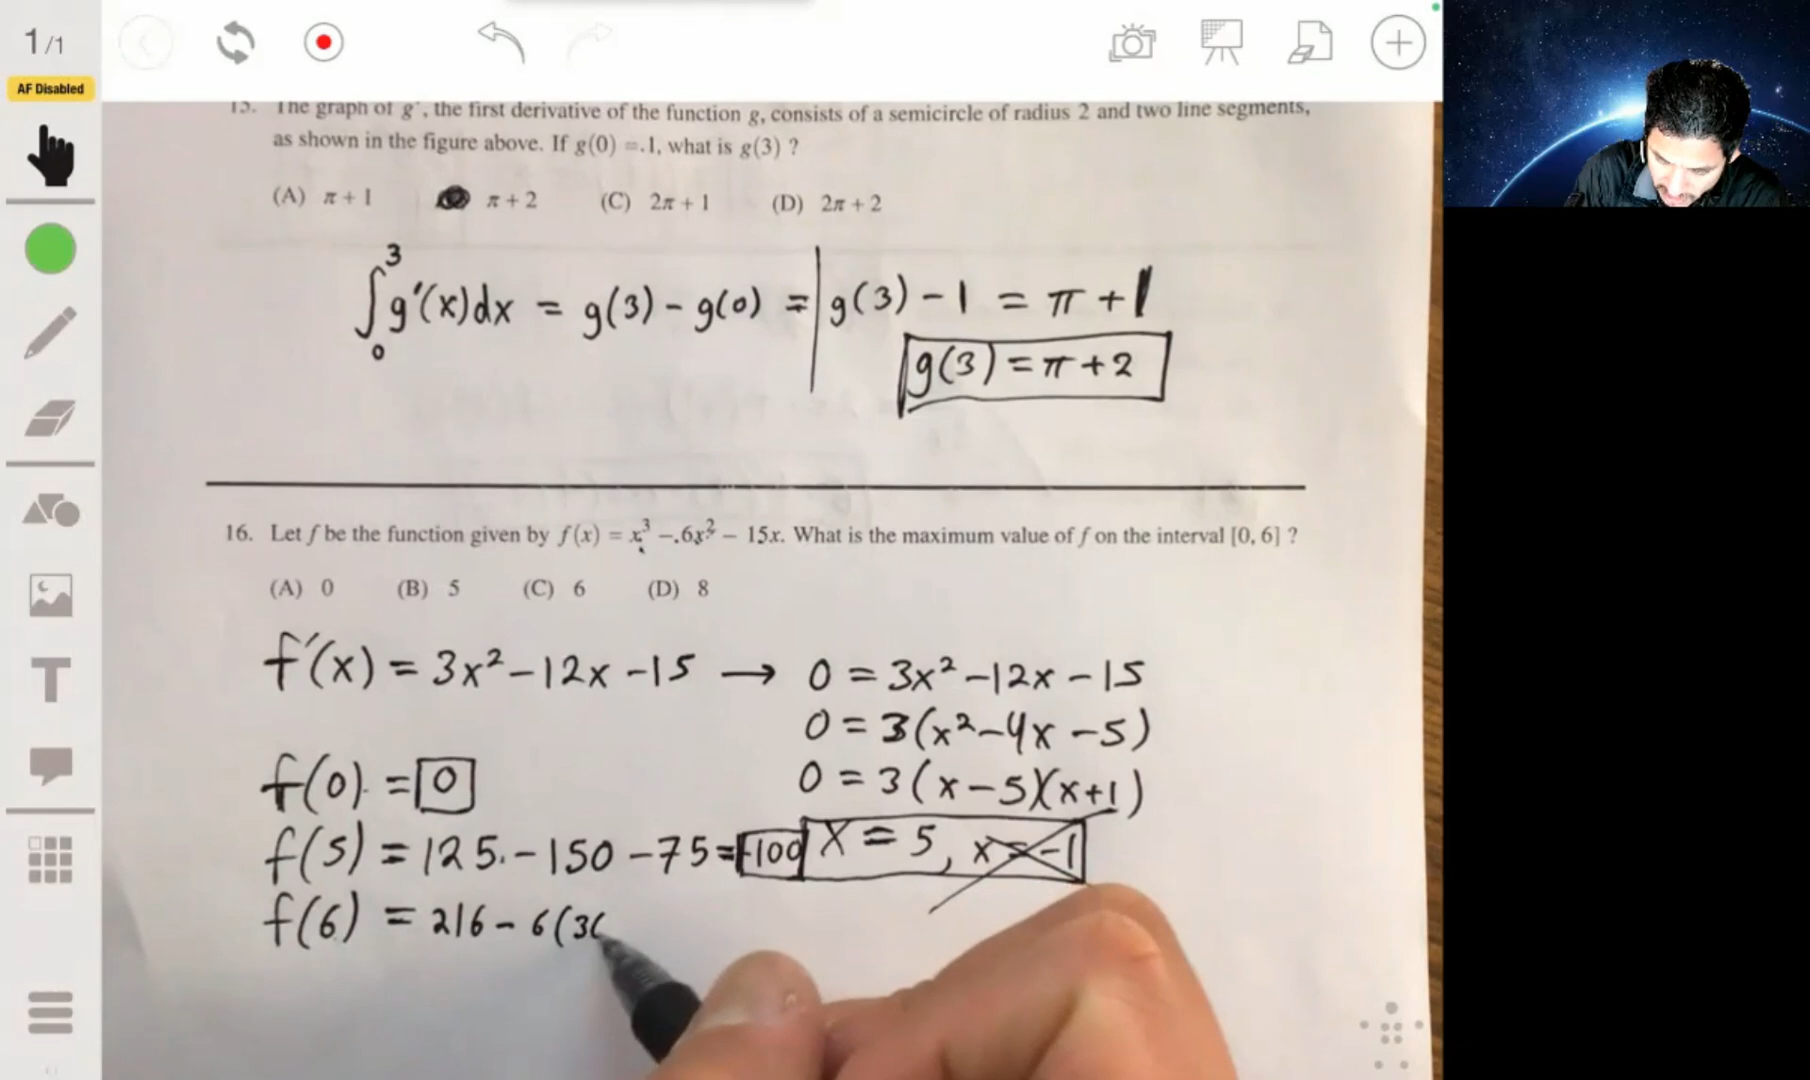 1/1
AF Disabled
15. The graph of g', the first derivative of the function g, consists of a semicircle of radius 2 and two line segments,
as shown in the figure above. If g(0) = 1, what is g(3) ?
(A) π + 1 π + 2 (C) 2π + 1 (D) 2π + 2
∫₀³ g'(x)dx = g(3) - g(0) = | g(3) - 1 = π + 1
g(3) = π + 2
16. Let f be the function given by f(x) = x³ - 6x² - 15x. What is the maximum value of f on the interval [0, 6] ?
(A) 0 (B) 5 (C) 6 (D) 8
f'(x) = 3x² - 12x - 15 → 0 = 3x² - 12x - 15
0 = 3(x² - 4x - 5)
f(0) = 0
0 = 3(x - 5)(x + 1)
f(5) = 125 - 150 - 75 = -100
x = 5, x = -1
f(6) = 216 - 6(36
T